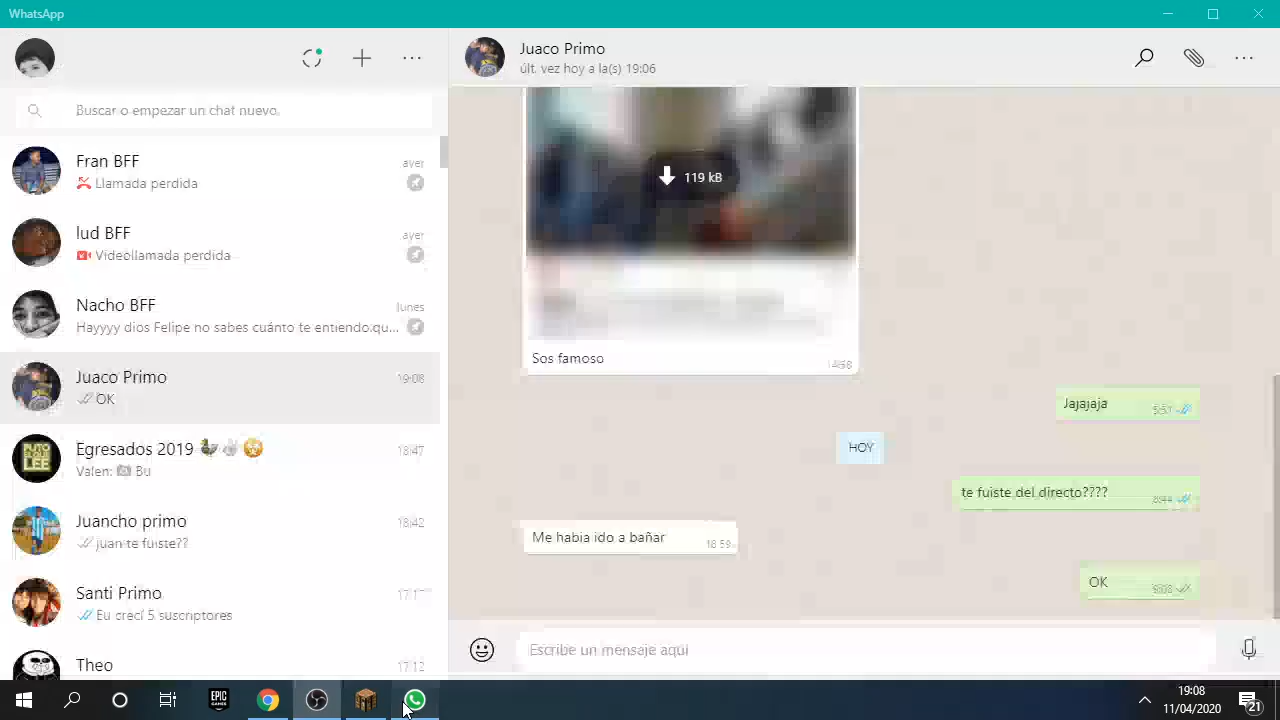 WhatsApp
Buscar o empezar un chat nuevo.
Fran BFF
ayer
Llamada perdida
lud BFF
ayer
Videollamada perdida
Nacho BFF
lunes
Hayyyy dios Felipe no sabes cuánto te entiendo.qu...
Juaco Primo
19:08
OK
Egresados 2019
18:47
Valen: Bu
Juancho primo
18:42
juan te fuiste??
Santi Primo
17:17
Eu creci 5 suscriptores
Theo
17:12
Juaco Primo
últ. vez hoy a la(s) 19:06
119 kB
Sos famoso
Jajajaja
HOY
te fuiste del directo????
Me habia ido a bañar
18:59
OK
Escribe un mensaje aquí
EPIC
GAMES
19:08
11/04/2020
21